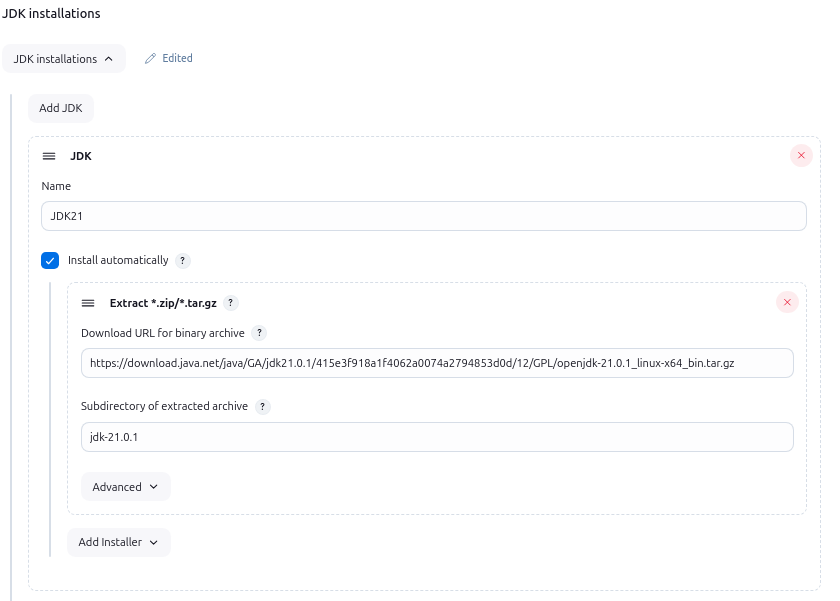 JDK installations
JDK installations
Edited
Add JDK
JDK
Name
JDK21
Install automatically ?
Extract *.zip/*.tar.gz ?
Download URL for binary archive ?
https://download.java.net/java/GA/jdk21.0.1/415e3f918a1f4062a0074a2794853d0d/12/GPL/openjdk-21.0.1_linux-x64_bin.tar.gz
Subdirectory of extracted archive ?
jdk-21.0.1
Advanced
Add Installer